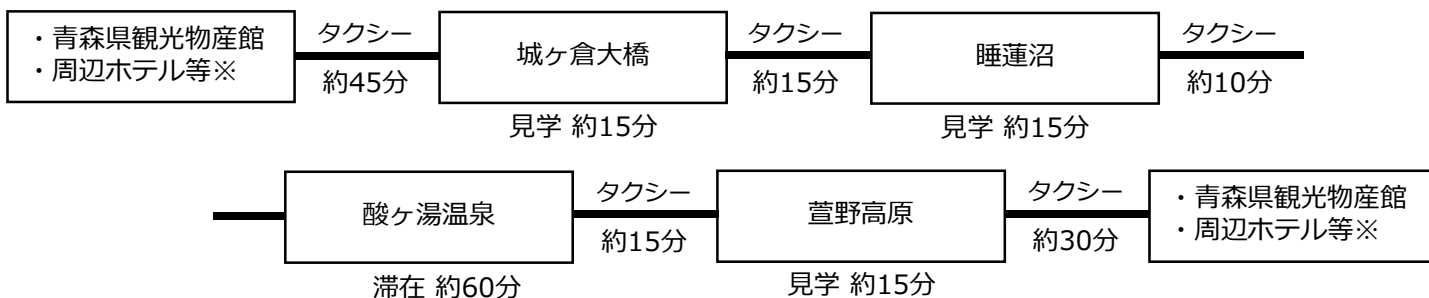 ・青森県観光物産館
・周辺ホテル等※
タクシー
約45分
城ヶ倉大橋
見学 約15分
タクシー
約15分
睡蓮沼
見学 約15分
タクシー
約10分
酸ヶ湯温泉
滞在 約60分
タクシー
約15分
萱野高原
見学 約15分
タクシー
約30分
・青森県観光物産館
・周辺ホテル等※